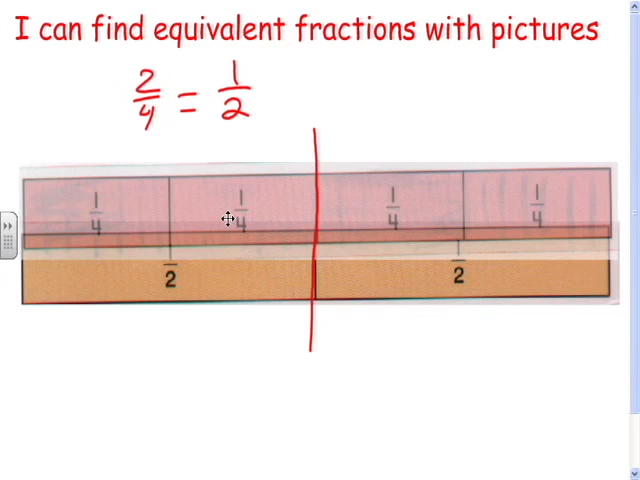 I can find equivalent fractions with pictures
2/4 = 1/2
1/4 1/4 1/4 1/4
1/2 1/2